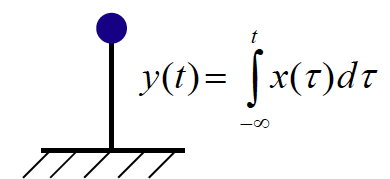 y(t) = ∫_{-∞}^{t} x(τ)dτ